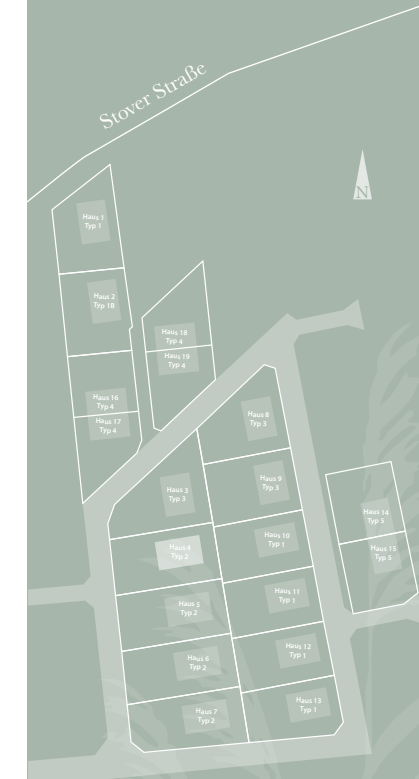 Stover Straße
N
Haus 1
Typ 1
Haus 2
Typ 1B
Haus 18
Typ 4
Haus 19
Typ 4
Haus 16
Typ 4
Haus 17
Typ 4
Haus 8
Typ 3
Haus 9
Typ 3
Haus 3
Typ 3
Haus 14
Typ 5
Haus 10
Typ 1
Haus 4
Typ 2
Haus 15
Typ 5
Haus 11
Typ 1
Haus 5
Typ 2
Haus 12
Typ 1
Haus 6
Typ 2
Haus 13
Typ 1
Haus 7
Typ 2